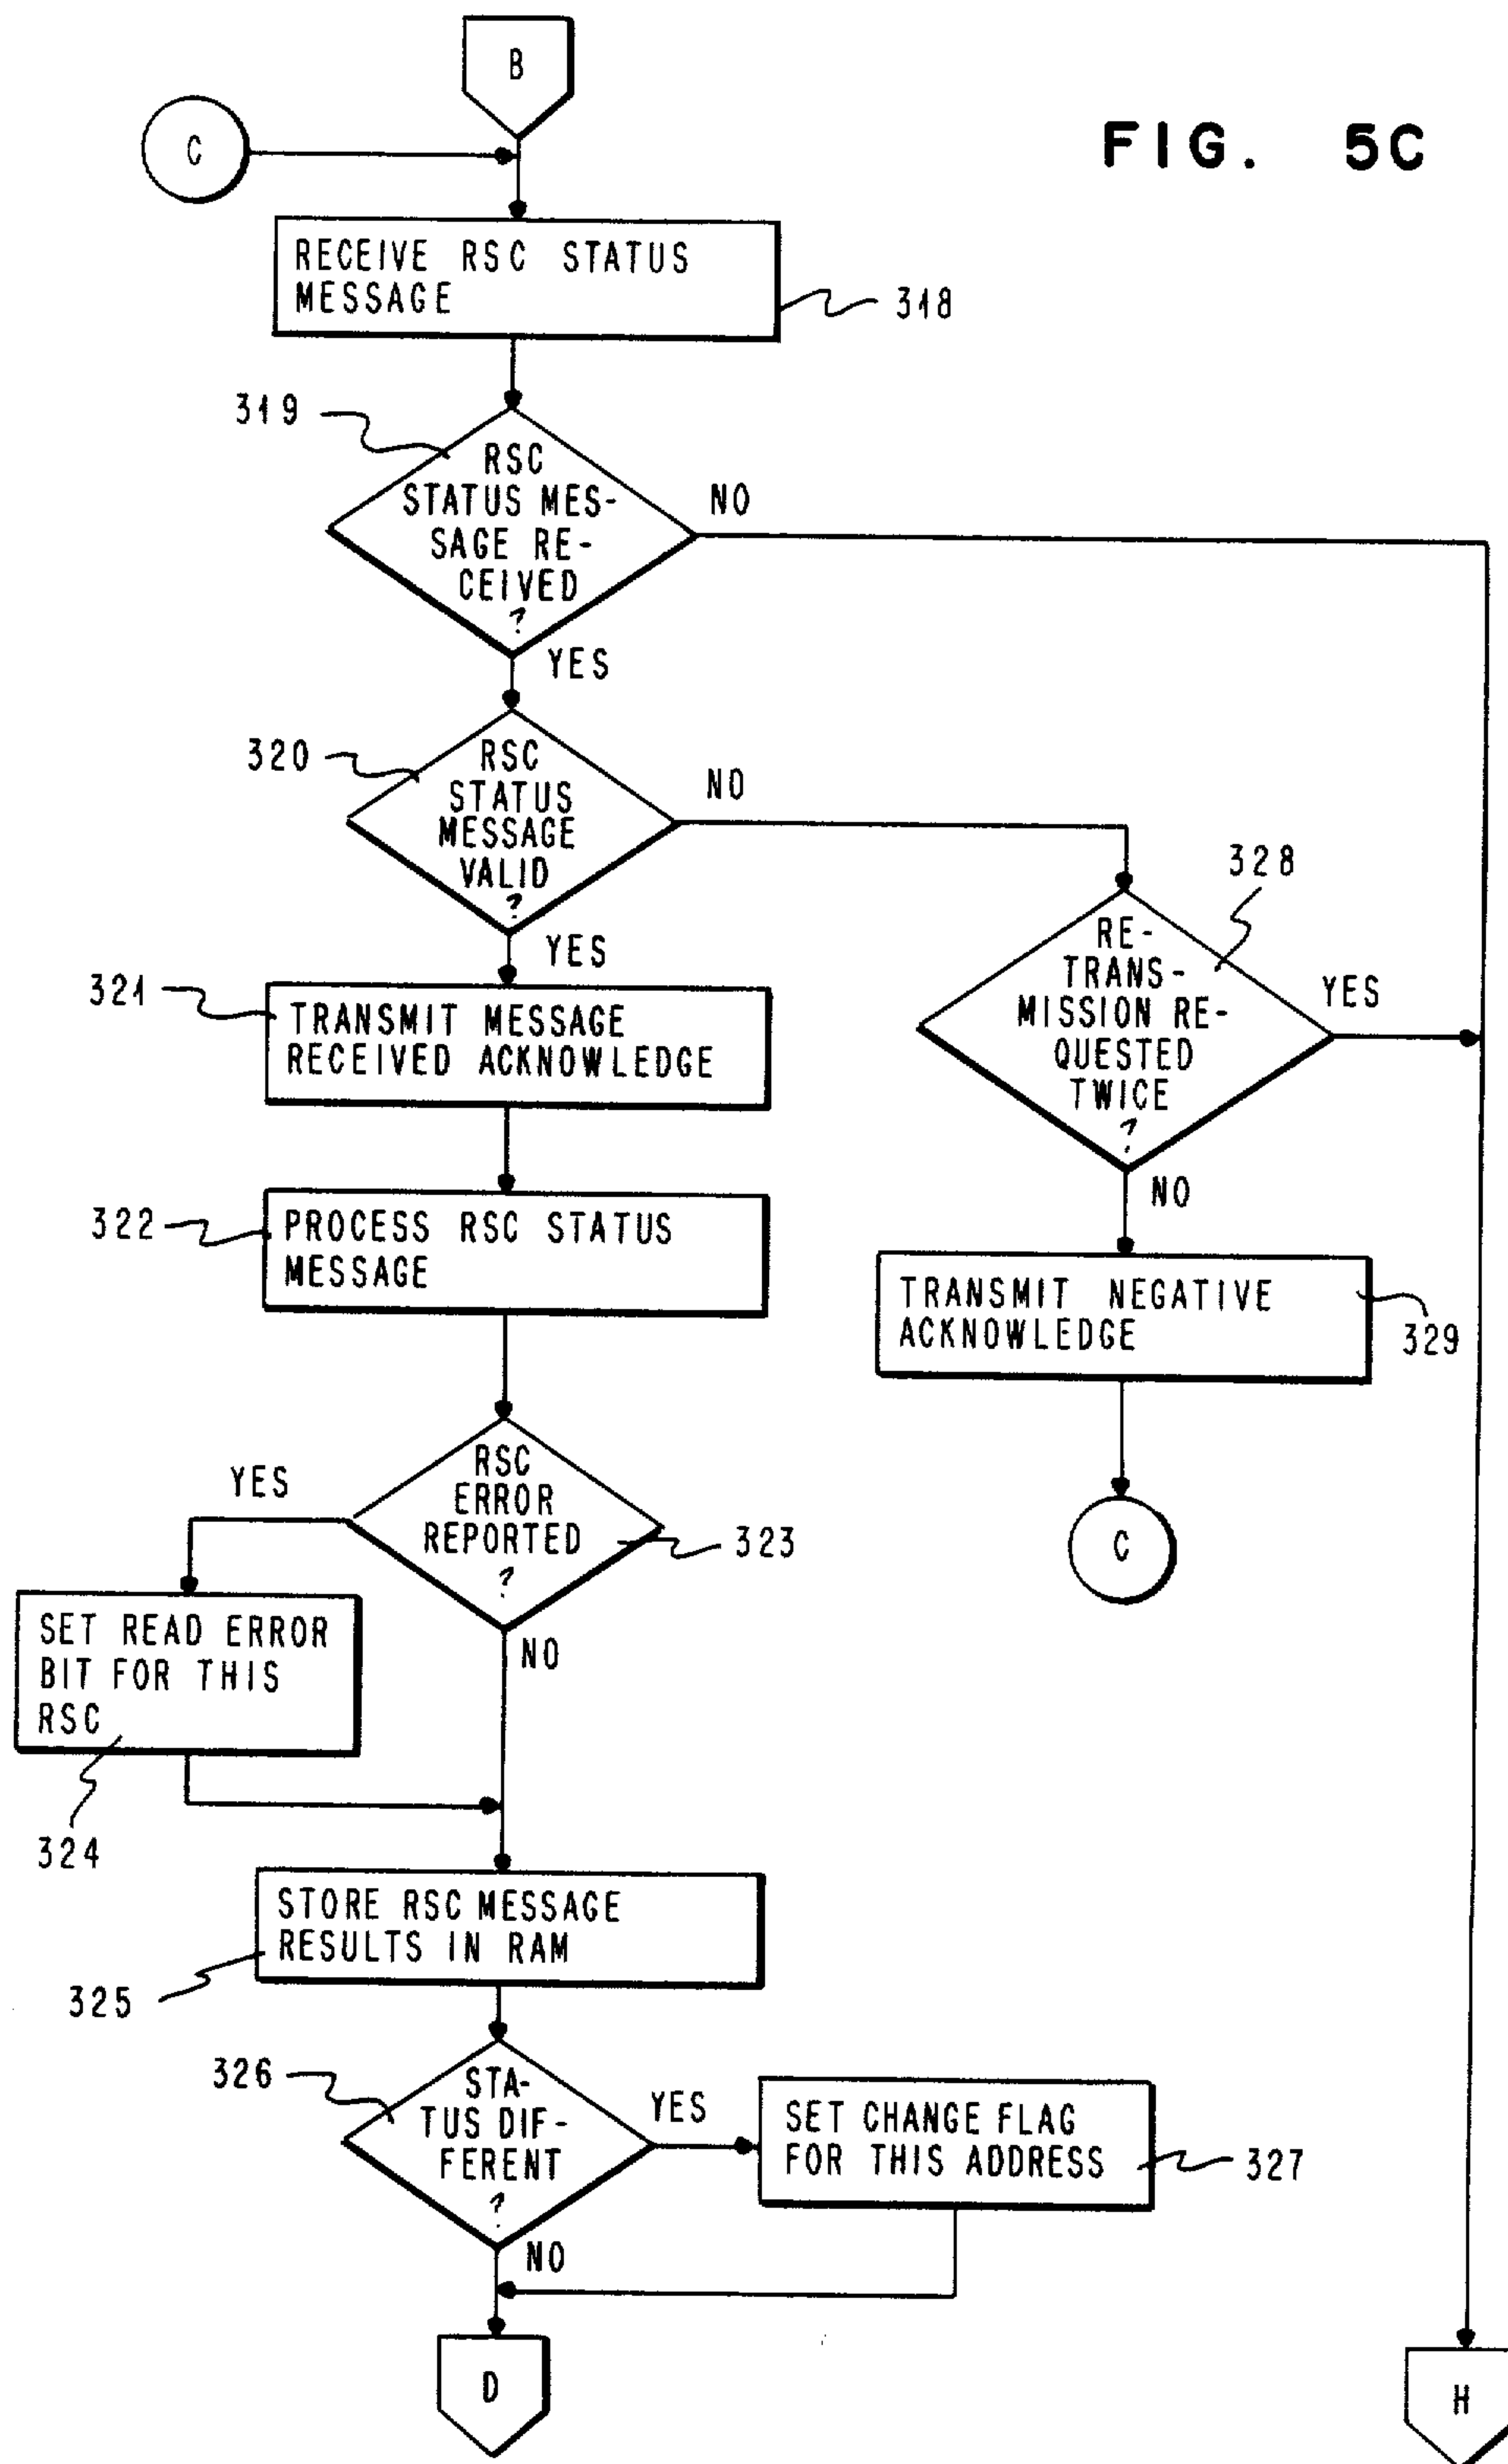 B
C
FIG. 5C
RECEIVE RSC STATUS
MESSAGE
318
319
RSC
STATUS MES-
SAGE RE-
CEIVED
?
NO
YES
320
RSC
STATUS
MESSAGE
VALID
?
NO
YES
328
RE-
TRANS-
MISSION RE-
QUESTED
TWICE
?
YES
NO
321
TRANSMIT MESSAGE
RECEIVED ACKNOWLEDGE
322
PROCESS RSC STATUS
MESSAGE
TRANSMIT NEGATIVE
ACKNOWLEDGE
329
C
RSC
ERROR
REPORTED
?
323
YES
NO
SET READ ERROR
BIT FOR THIS
RSC
324
STORE RSC MESSAGE
RESULTS IN RAM
325
326
STA-
TUS DIF-
FERENT
?
YES
NO
SET CHANGE FLAG
FOR THIS ADDRESS
327
D
H